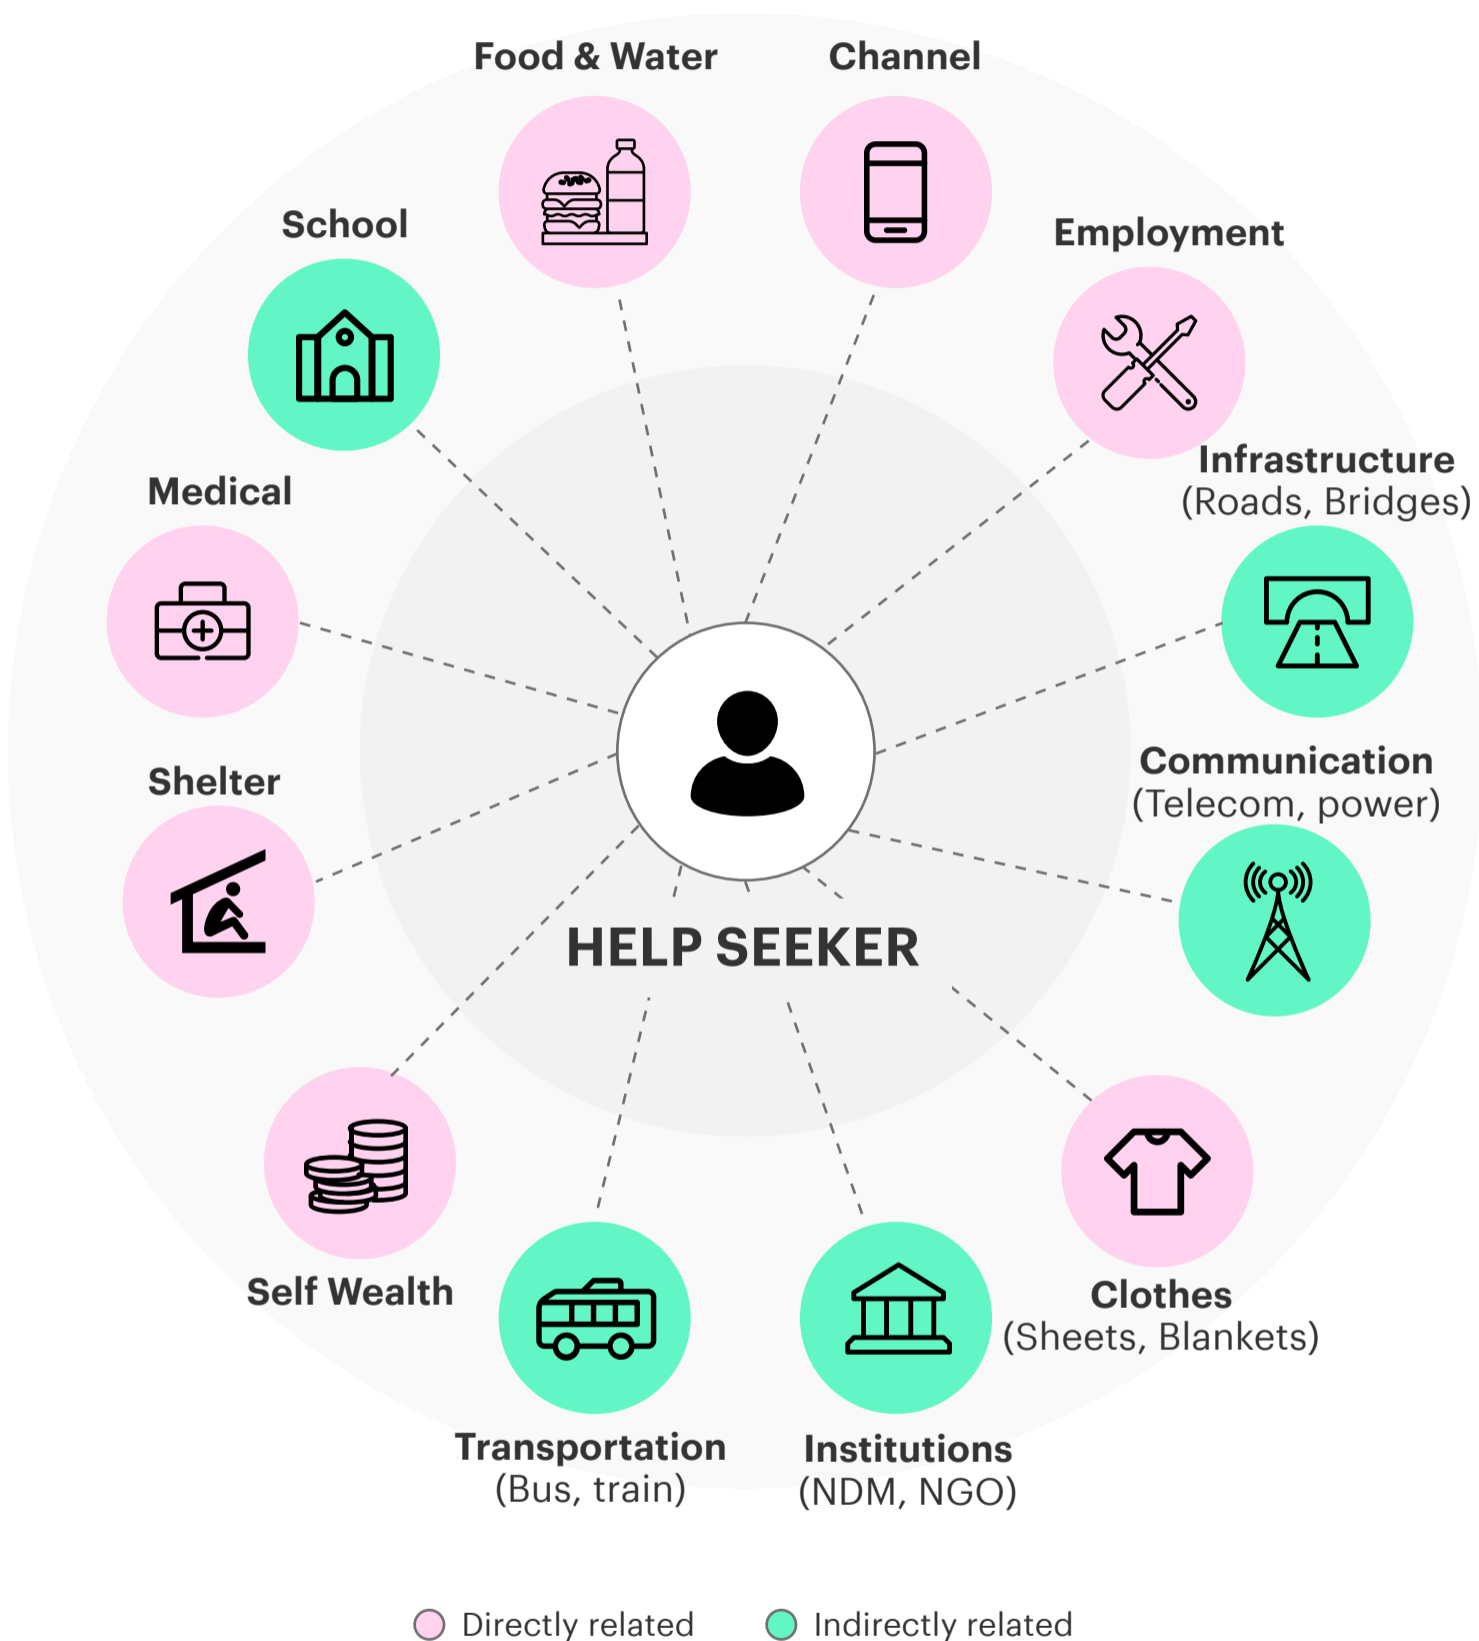 Food & Water
Channel
School
Employment
Infrastructure
(Roads, Bridges)
Medical
Communication
(Telecom, power)
Shelter
HELP SEEKER
Self Wealth
Clothes
(Sheets, Blankets)
Transportation
(Bus, train)
Institutions
(NDM, NGO)
Directly related
Indirectly related